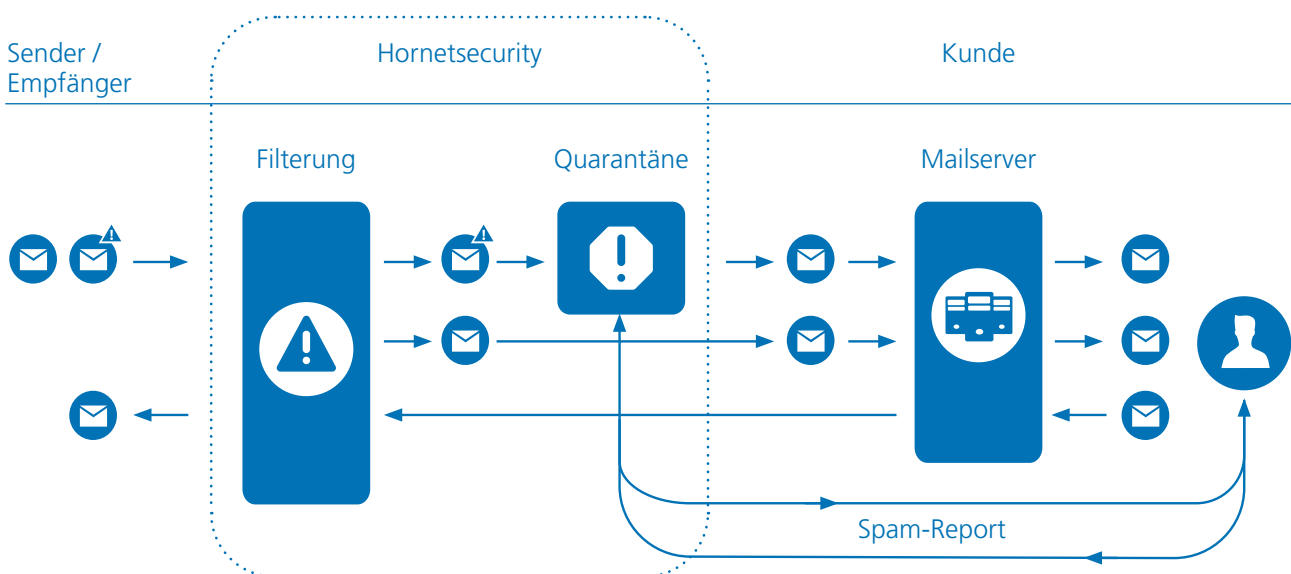 Sender /
Empfänger
Hornetsecurity
Kunde
Filterung
Quarantäne
Mailserver
Spam-Report